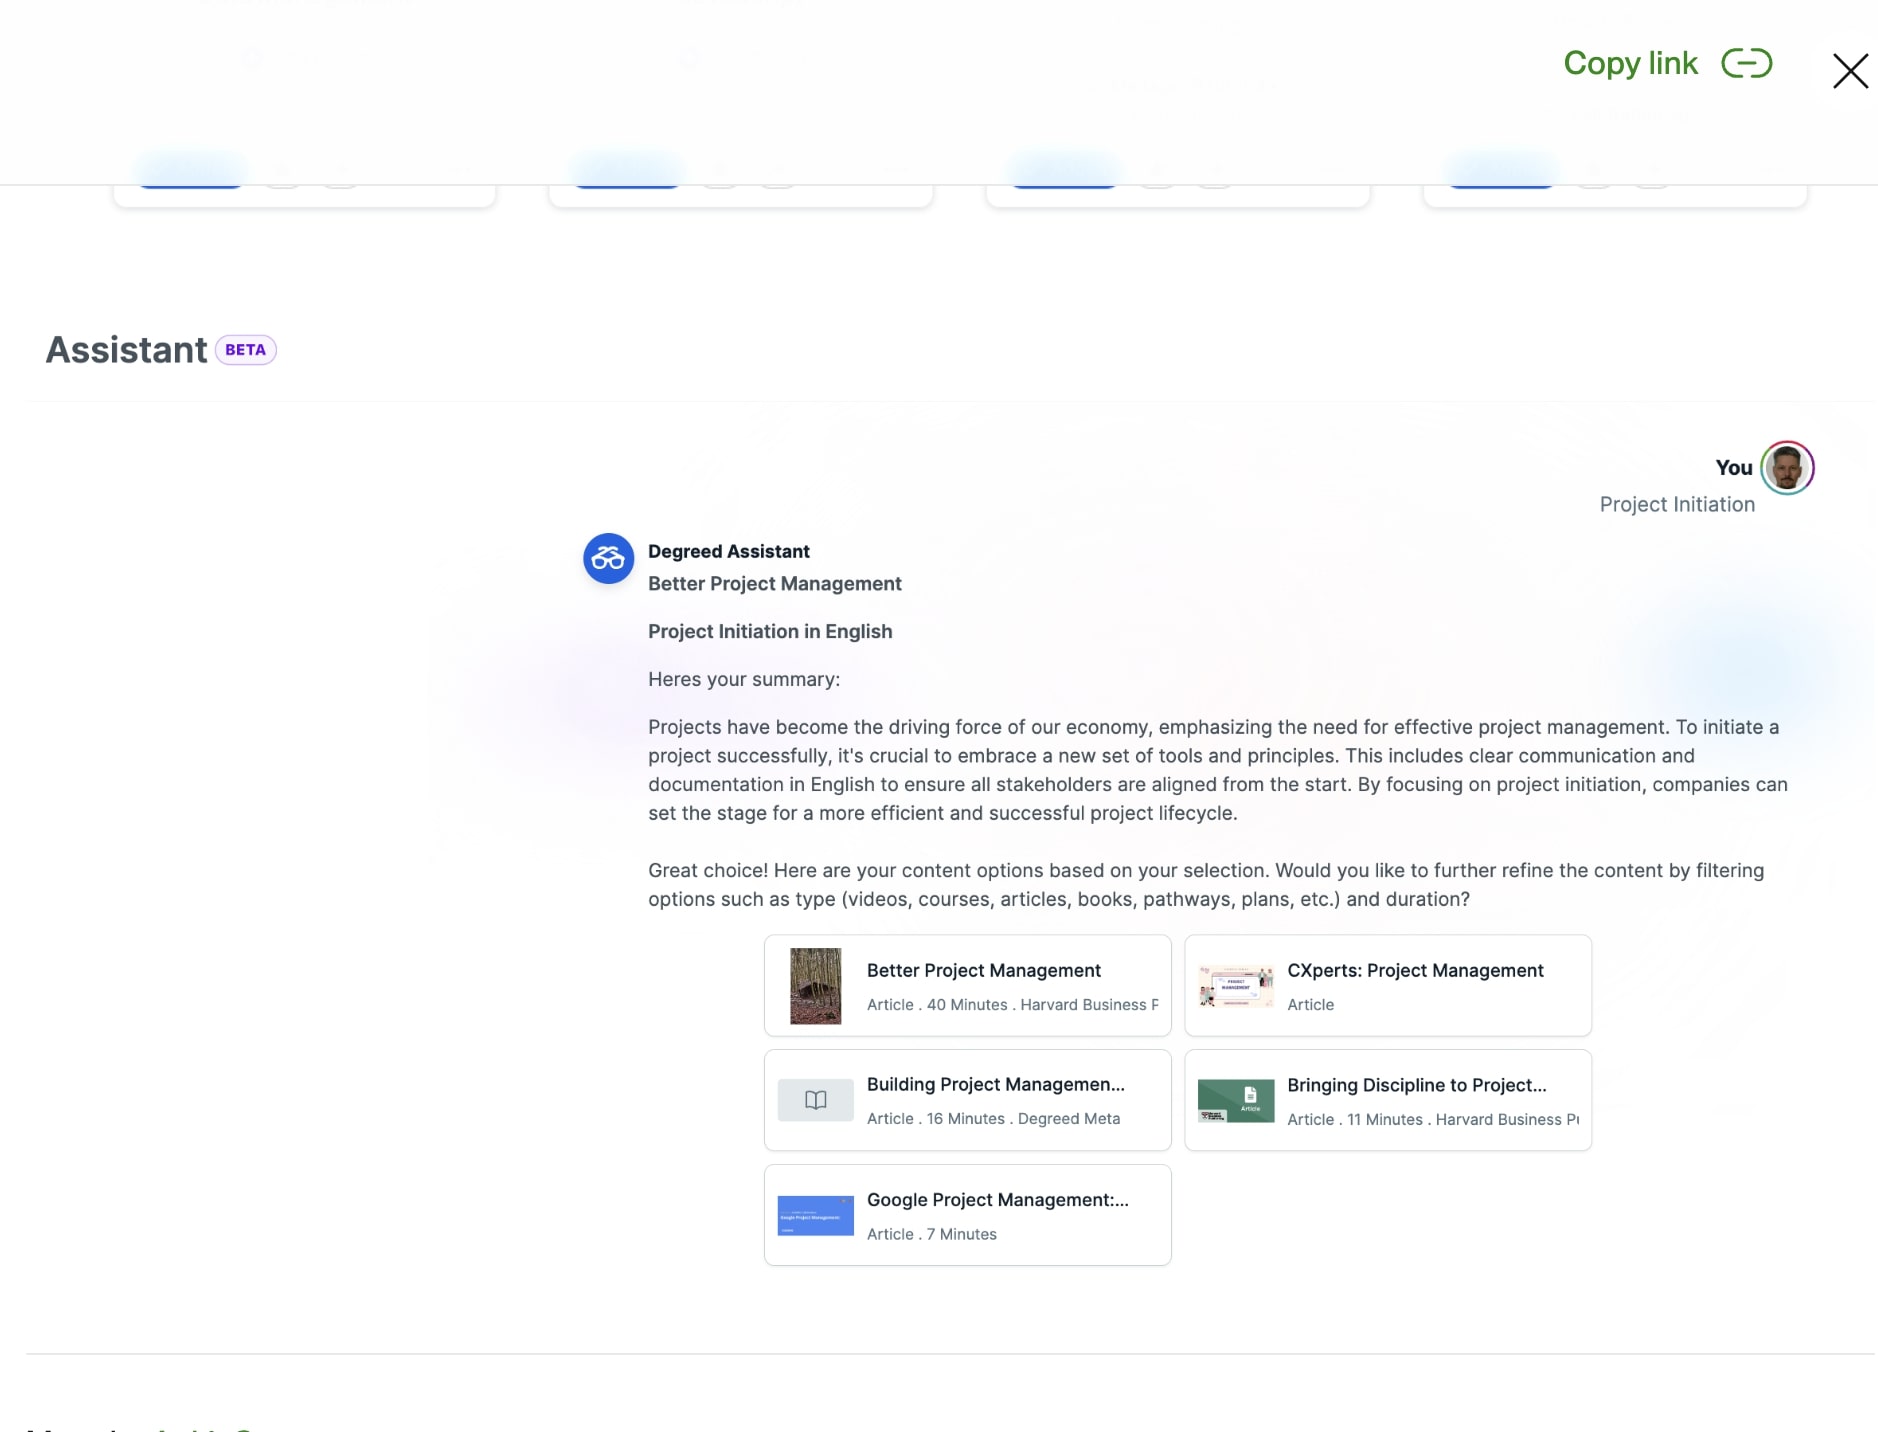 Copy link
Assistant BETA
You
Project Initiation
Degreed Assistant
Better Project Management
Project Initiation in English
Heres your summary:
Projects have become the driving force of our economy, emphasizing the need for effective project management. To initiate a
project successfully, it's crucial to embrace a new set of tools and principles. This includes clear communication and
documentation in English to ensure all stakeholders are aligned from the start. By focusing on project initiation, companies can
set the stage for a more efficient and successful project lifecycle.
Great choice! Here are your content options based on your selection. Would you like to further refine the content by filtering
options such as type (videos, courses, articles, books, pathways, plans, etc.) and duration?
Better Project Management
Article . 40 Minutes . Harvard Business P
PROJECT
MANAGEMENT
CXperts: Project Management
Article
Building Project Managemen...
Article . 16 Minutes . Degreed Meta
Article
Bringing Discipline to Project...
Article . 11 Minutes . Harvard Business Pu
Google Project Management:
Google Project Management:...
Article . 7 Minutes